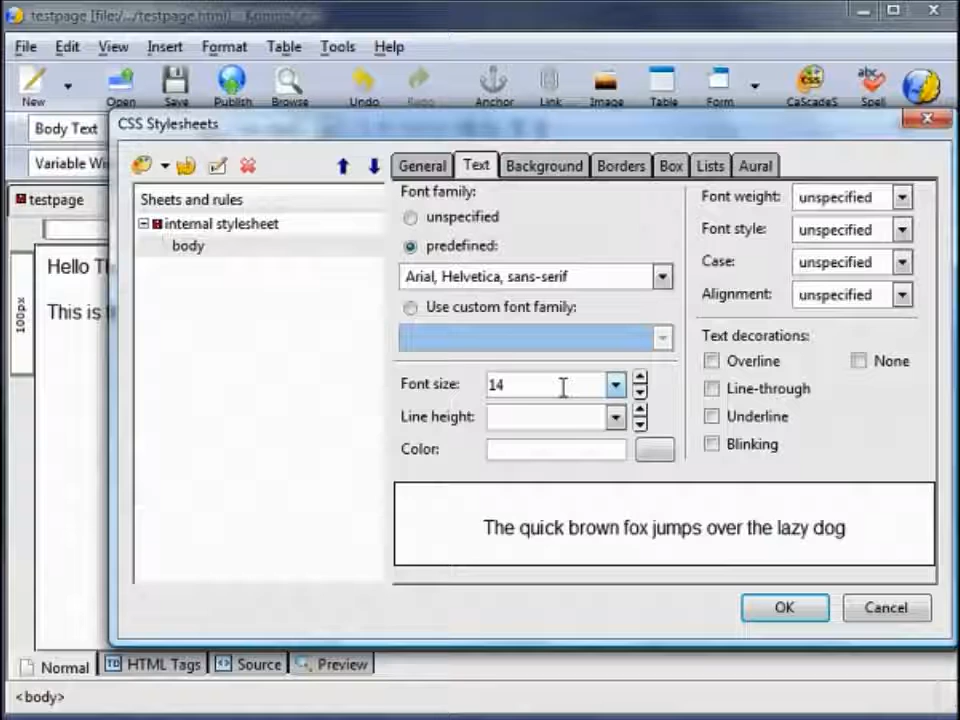 testpage [file:/.../testpage.html) -
File Edit View Insert Format Table Tools Help
New Open Save Publish Browse Undo Anchor Link Image Table Form CaScadeS Spell
Body Text
CSS Stylesheets
Variable Wi
General Text Background Borders Box Lists Aural
testpage
Sheets and rules
internal stylesheet
body
Font family:
unspecified
predefined:
Arial, Helvetica, sans-serif
Use custom font family:
Font size: 14
Line height:
Color:
Font weight: unspecified
Font style: unspecified
Case: unspecified
Alignment: unspecified
Text decorations:
Overline None
Line-through
Underline
Blinking
Hello Th
This is
100px
The quick brown fox jumps over the lazy dog
OK Cancel
Normal HTML Tags Source Preview
<body>